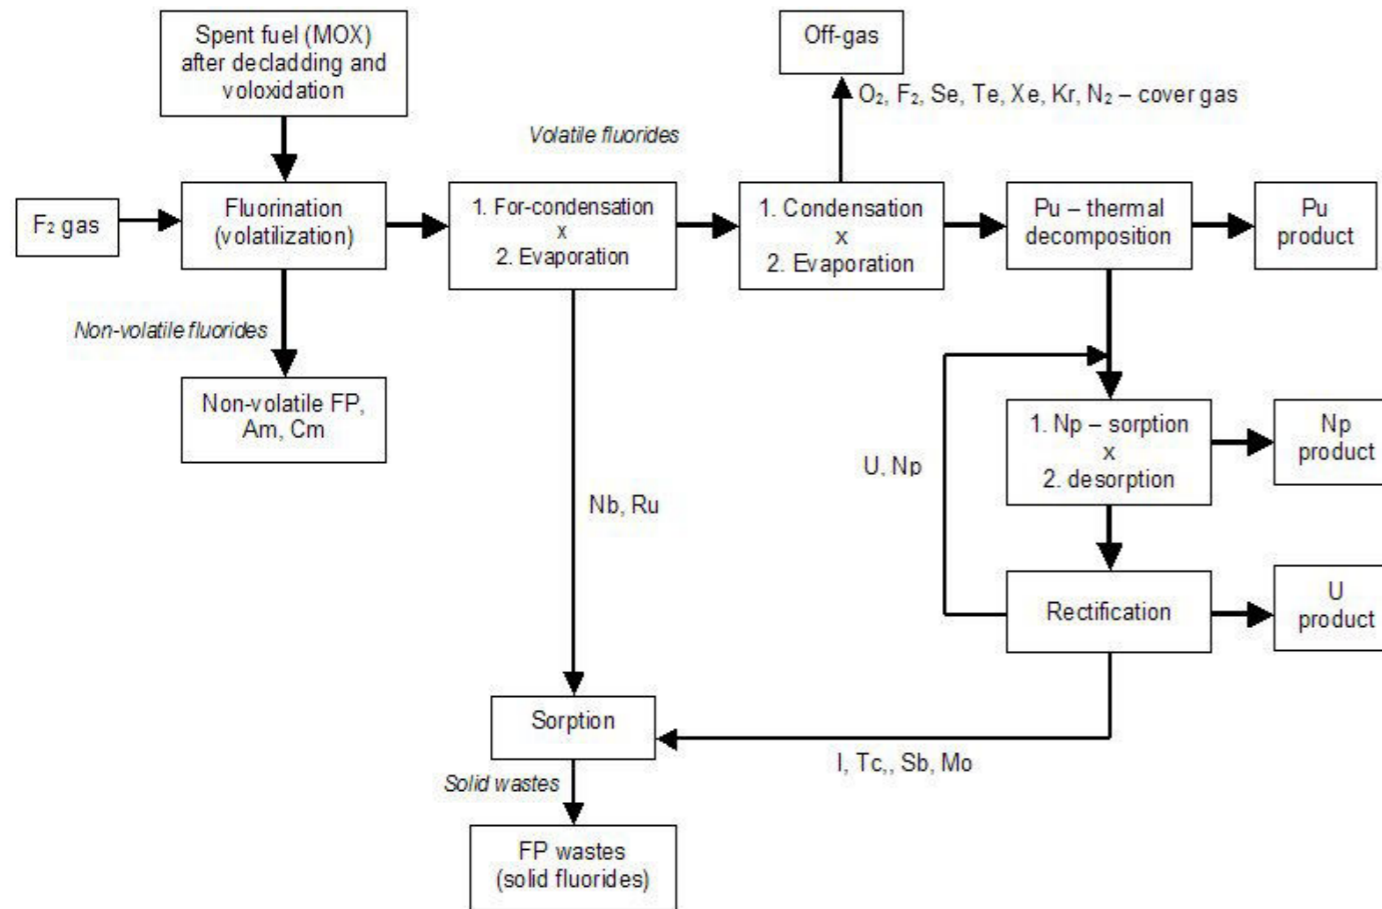 Spent fuel (MOX)
after decladding and
voloxidation
Off-gas
O₂, F₂, Se, Te, Xe, Kr, N₂ – cover gas
Volatile fluorides
F₂ gas
Fluorination
(volatilization)
1. For-condensation
x
2. Evaporation
1. Condensation
x
2. Evaporation
Pu – thermal
decomposition
Pu
product
Non-volatile fluorides
Non-volatile FP,
Am, Cm
1. Np – sorption
x
2. desorption
Np
product
U, Np
Nb, Ru
Rectification
U
product
Sorption
I, Tc,, Sb, Mo
Solid wastes
FP wastes
(solid fluorides)